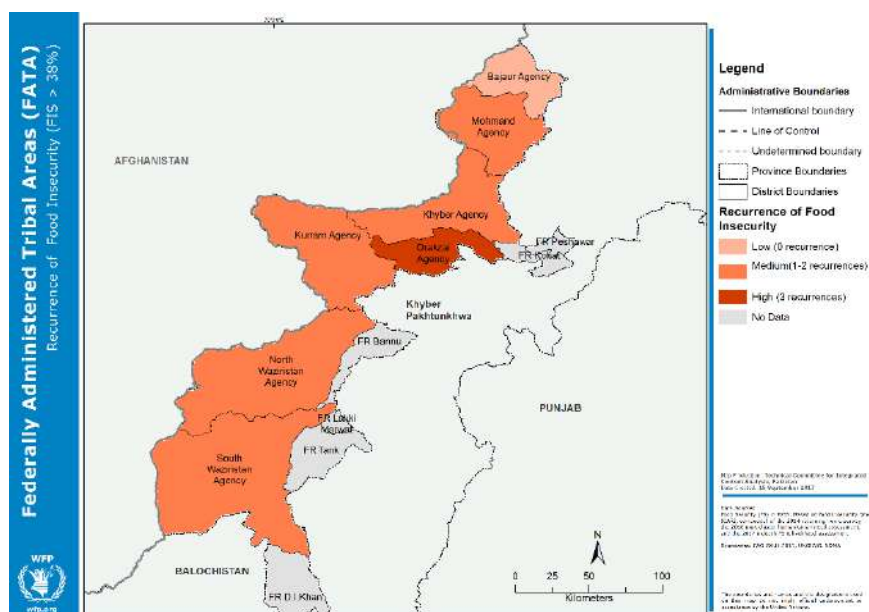 Federally Administered Tribal Areas (FATA)
Recurrence of Food Insecurity (FIS > 38%)
WFP
wfp.org
AFGHANISTAN
Bajaur Agency
Mohmand
Agency
Khyber Agency
Kurram Agency
Orakzai
Agency
FR Peshawar
FR Kohat
Khyber
Pakhtunkhwa
FR Bannu
North
Waziristan
Agency
FR Lakki
Marwat
FR Tank
South
Waziristan
Agency
PUNJAB
BALOCHISTAN
FR D.I.Khan
N
0 25 50 100
Kilometers
Legend
Administrative Boundaries
International boundary
Line of Control
Undetermined boundary
Province Boundaries
District Boundaries
Recurrence of Food
Insecurity
Low (0 recurrence)
Medium(1-2 recurrences)
High (3 recurrences)
No Data